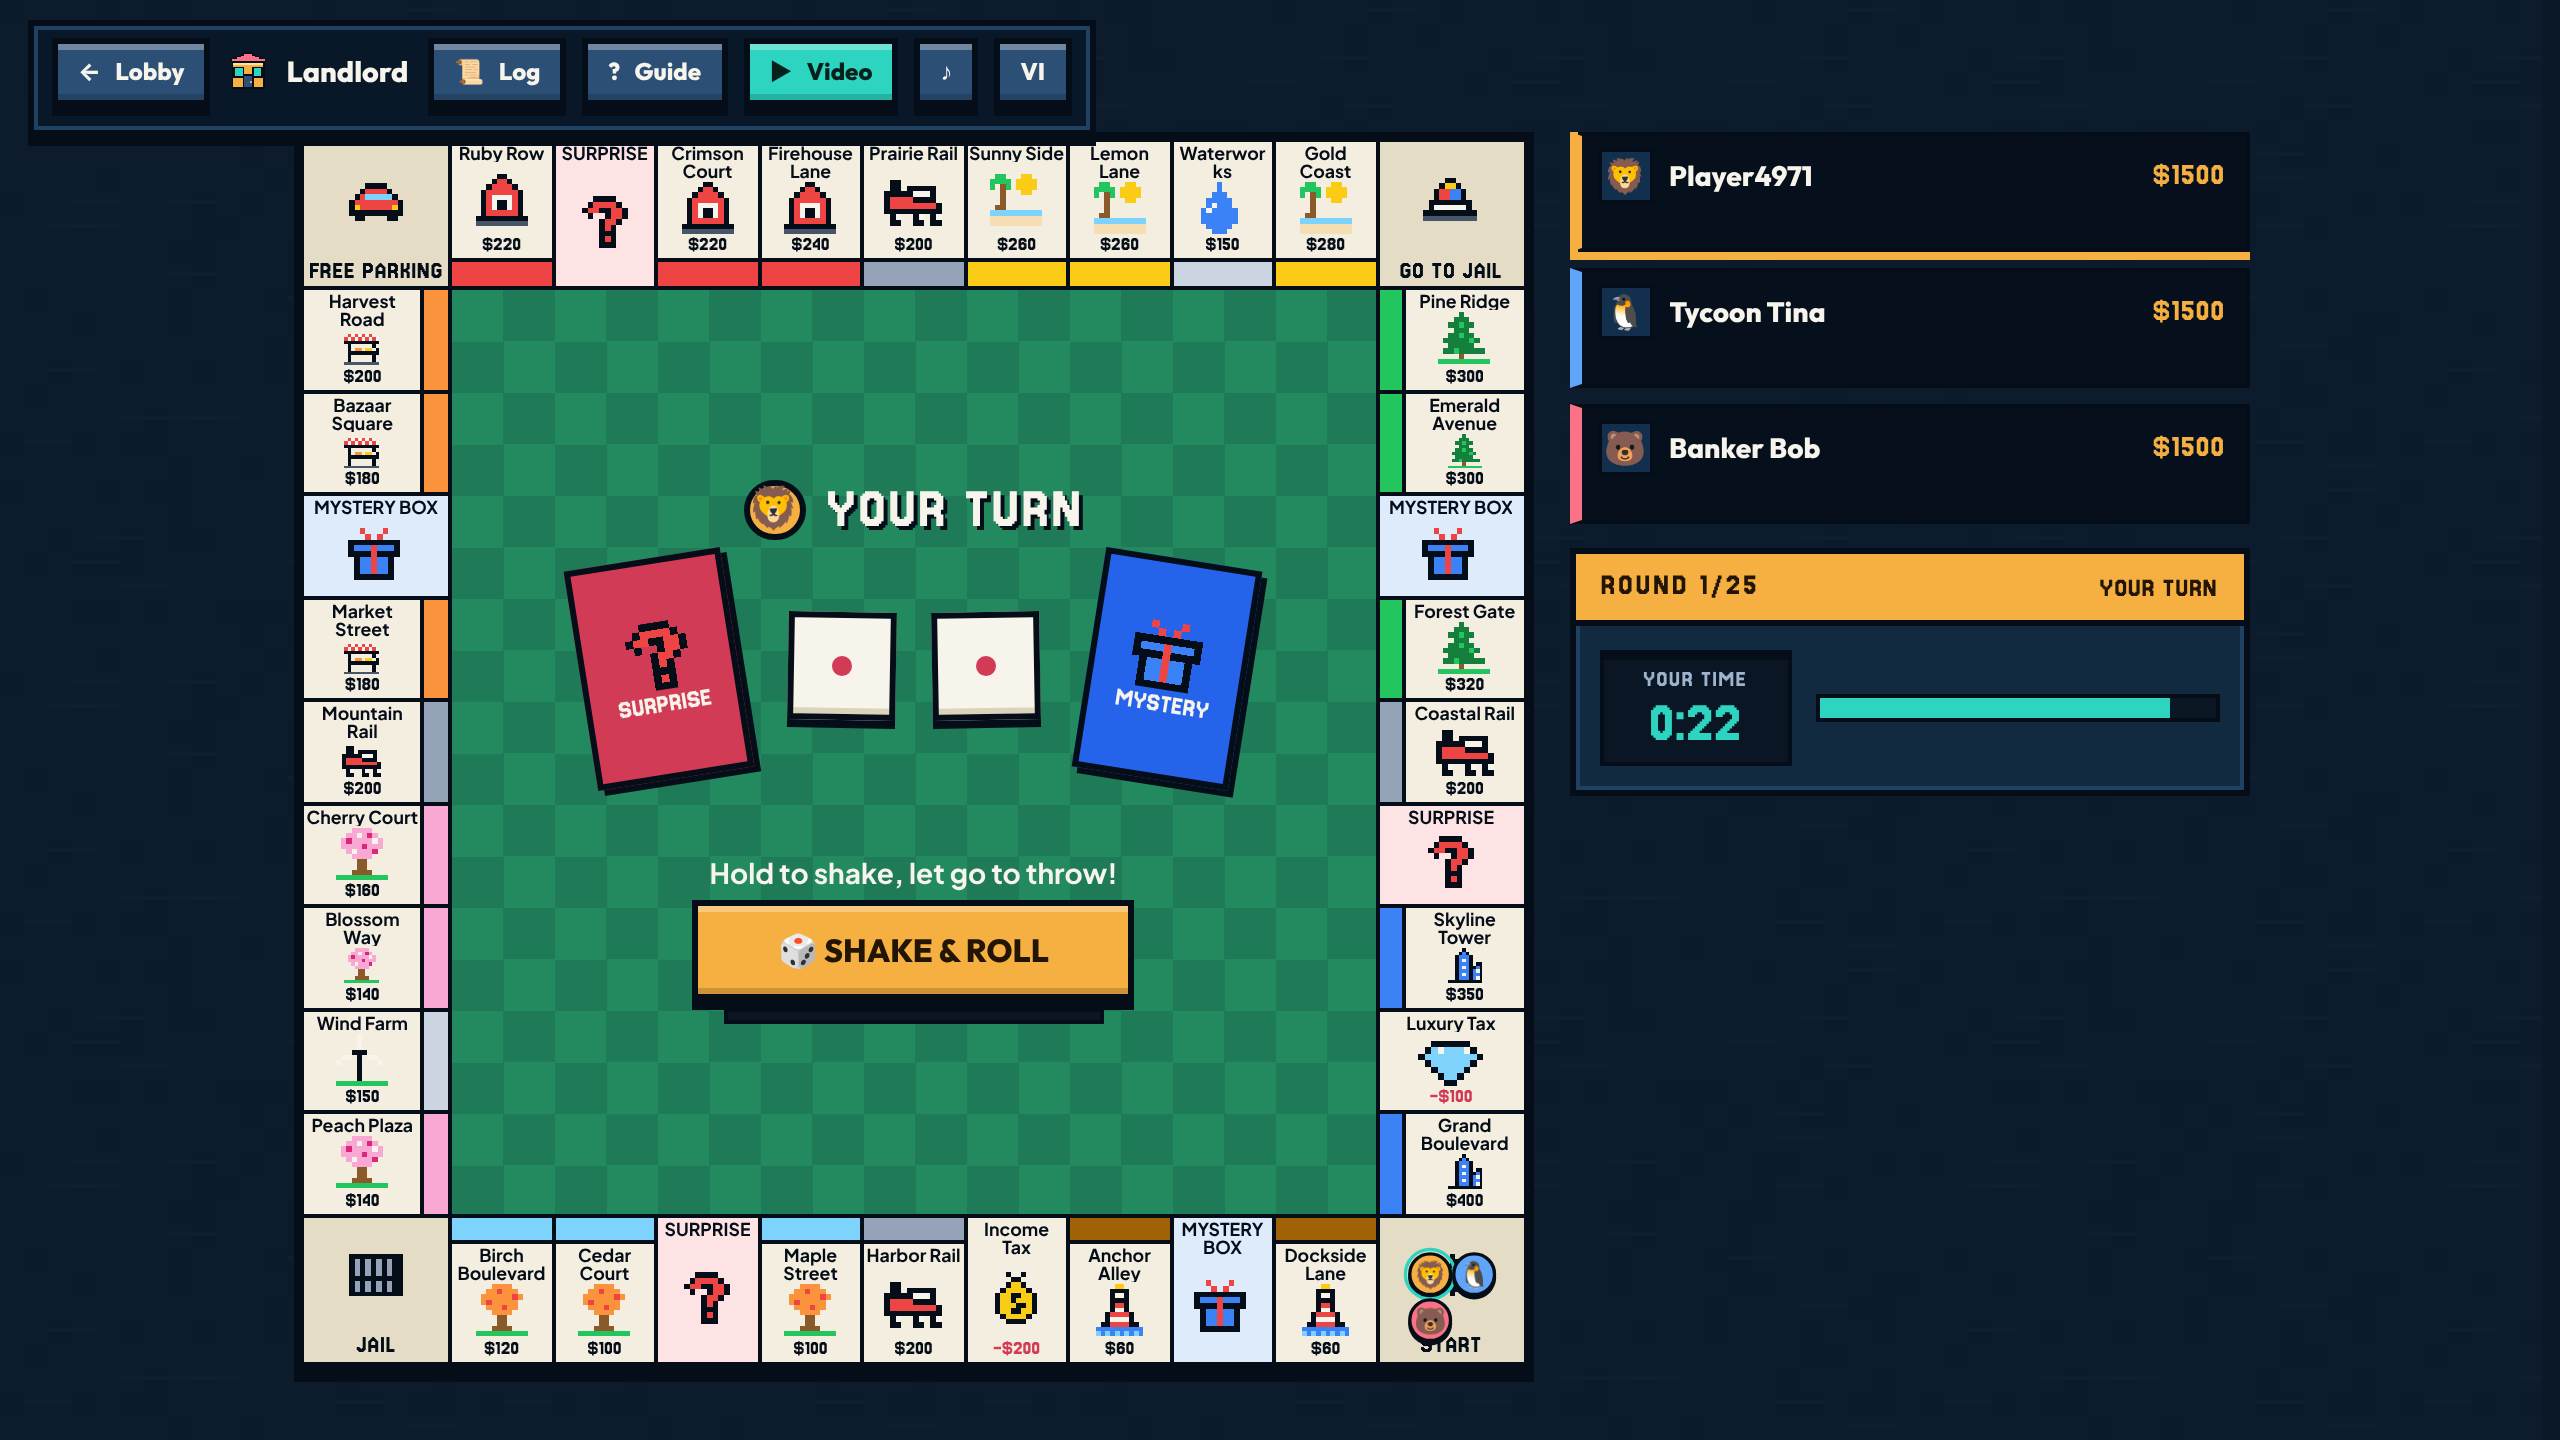 ← Lobby
Landlord
Log
? Guide
▶ Video
♪
VI
FREE PARKING
Ruby Row
$220
SURPRISE
Crimson
Court
$220
Firehouse
Lane
$240
Prairie Rail
$200
Sunny Side
$260
Lemon
Lane
$260
Waterwor
ks
$150
Gold
Coast
$280
GO TO JAIL
Harvest
Road
$200
Bazaar
Square
$180
MYSTERY BOX
Market
Street
$180
Mountain
Rail
$200
Cherry Court
$160
Blossom
Way
$140
Wind Farm
$150
Peach Plaza
$140
YOUR TURN
SURPRISE
MYSTERY
Hold to shake, let go to throw!
SHAKE & ROLL
Pine Ridge
$300
Emerald
Avenue
$300
MYSTERY BOX
Forest Gate
$320
Coastal Rail
$200
SURPRISE
Skyline
Tower
$350
Luxury Tax
-$100
Grand
Boulevard
$400
JAIL
Birch
Boulevard
$120
Cedar
Court
$100
SURPRISE
Maple
Street
$100
Harbor Rail
$200
Income
Tax
-$200
Anchor
Alley
$60
MYSTERY
BOX
Dockside
Lane
$60
START
Player4971
$1500
Tycoon Tina
$1500
Banker Bob
$1500
ROUND 1/25
YOUR TURN
YOUR TIME
0:22